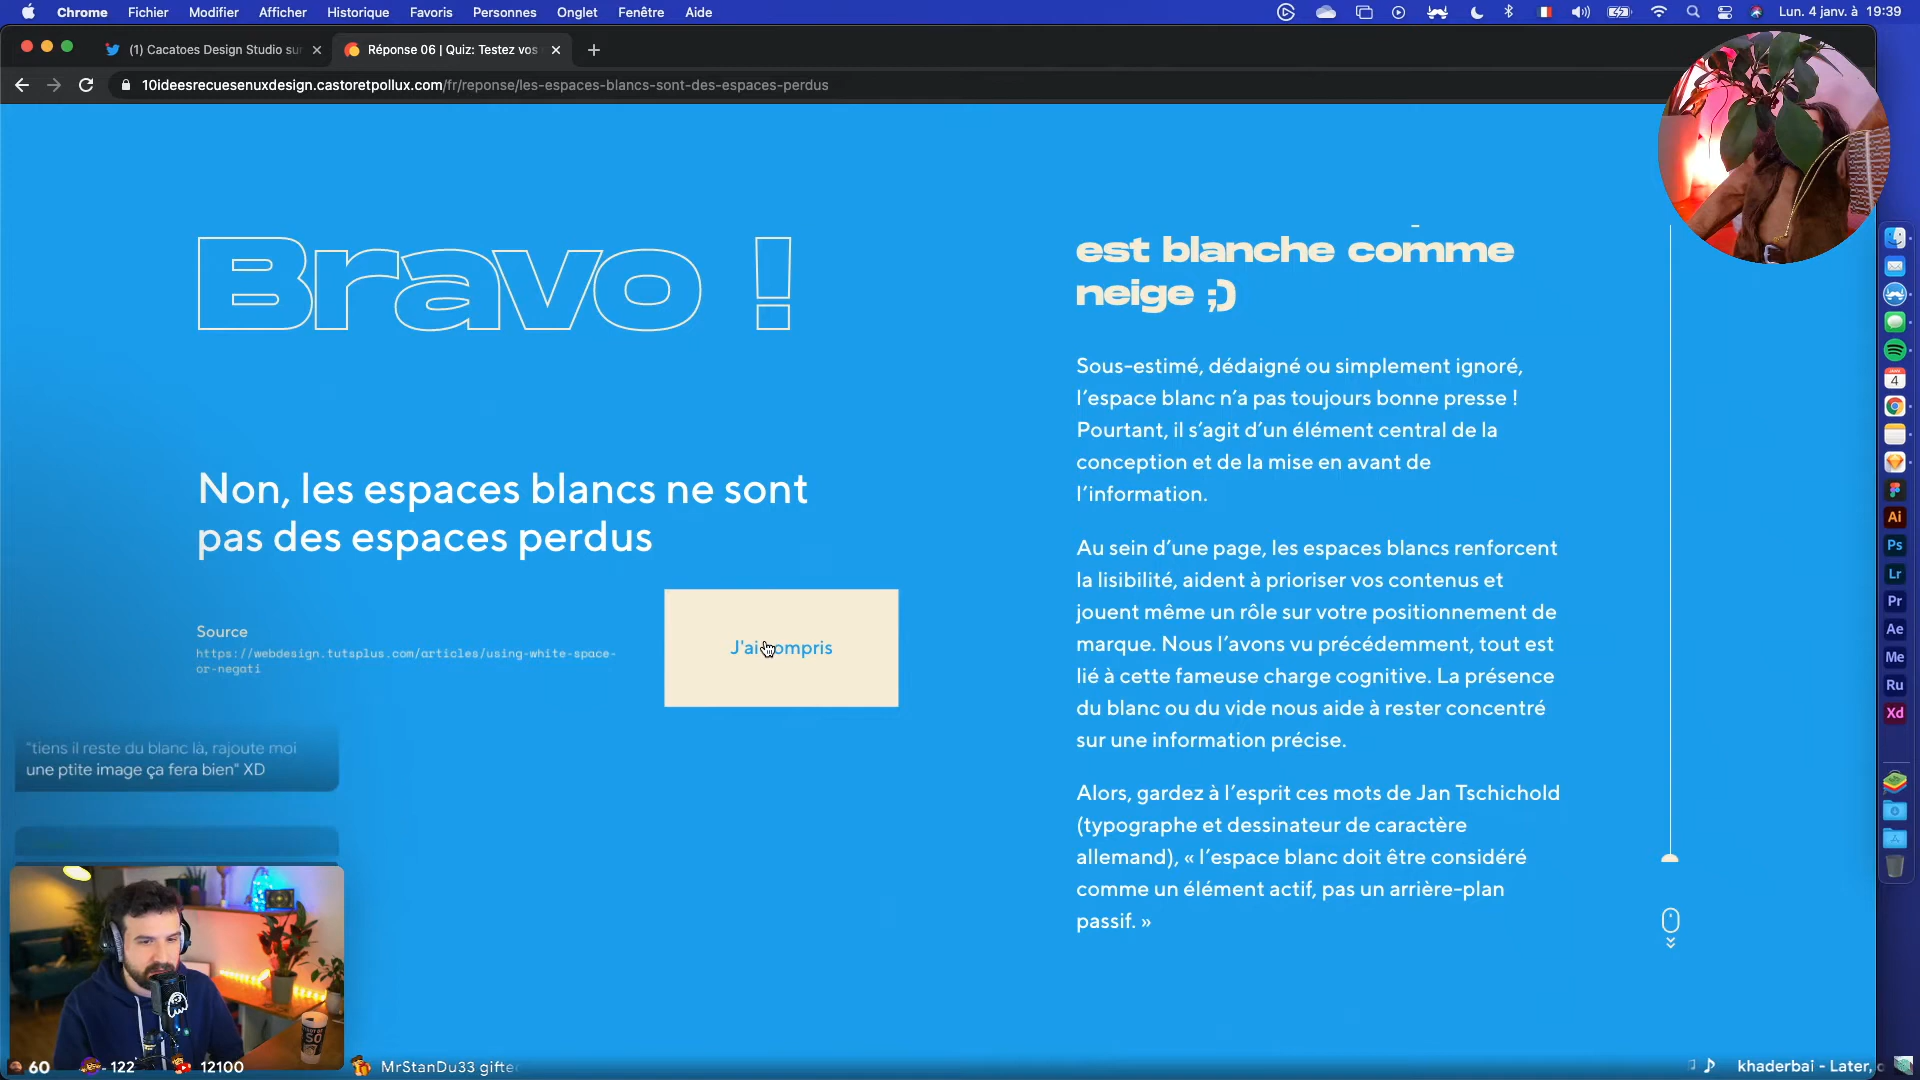 Chrome Fichier Modifier Afficher Historique Favoris Personnes Onglet Fenêtre Aide
Lun. 4 janv. à 19:39
(1) Cacatoes Design Studio sur
Réponse 06 | Quiz: Testez vos
10ideesrecuesenuxdesign.castoretpollux.com/fr/reponse/les-espaces-blancs-sont-des-espaces-perdus
Bravo !
Non, les espaces blancs ne sont
pas des espaces perdus
Source
https://webdesign.tutsplus.com/articles/using-white-space-
or-negati
J'ai compris
est blanche comme
neige ;)
Sous-estimé, dédaigné ou simplement ignoré,
l'espace blanc n'a pas toujours bonne presse !
Pourtant, il s'agit d'un élément central de la
conception et de la mise en avant de
l'information.
Au sein d'une page, les espaces blancs renforcent
la lisibilité, aident à prioriser vos contenus et
jouent même un rôle sur votre positionnement de
marque. Nous l'avons vu précédemment, tout est
lié à cette fameuse charge cognitive. La présence
du blanc ou du vide nous aide à rester concentré
sur une information précise.
Alors, gardez à l'esprit ces mots de Jan Tschichold
(typographe et dessinateur de caractère
allemand), « l'espace blanc doit être considéré
comme un élément actif, pas un arrière-plan
passif. »
"tiens il reste du blanc là, rajoute moi
une ptite image ça fera bien" XD
60 122 12100
MrStanDu33 gifte
khaderbai - Later,
4
Ai
Ps
Lr
Pr
Ae
Me
Ru
Xd